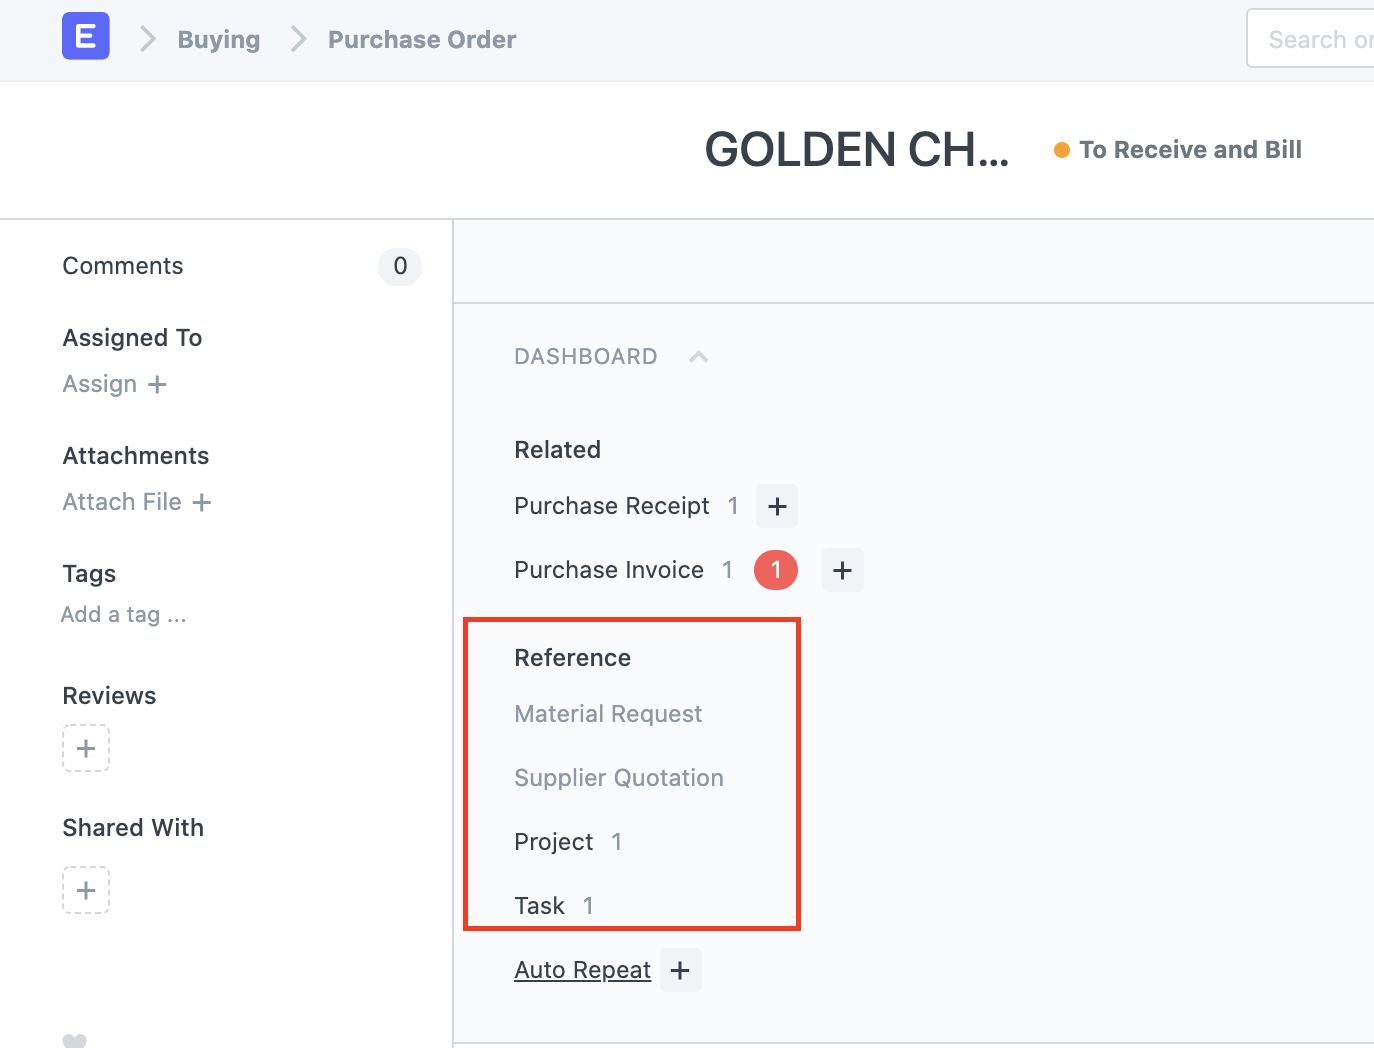 E Buying Purchase Order Search or
GOLDEN CH... To Receive and Bill
Comments 0
Assigned To
Assign +
Attachments
Attach File +
Tags
Add a tag ...
Reviews
+
Shared With
+
DASHBOARD
Related
Purchase Receipt 1 +
Purchase Invoice 1 1 +
Reference
Material Request
Supplier Quotation
Project 1
Task 1
Auto Repeat +